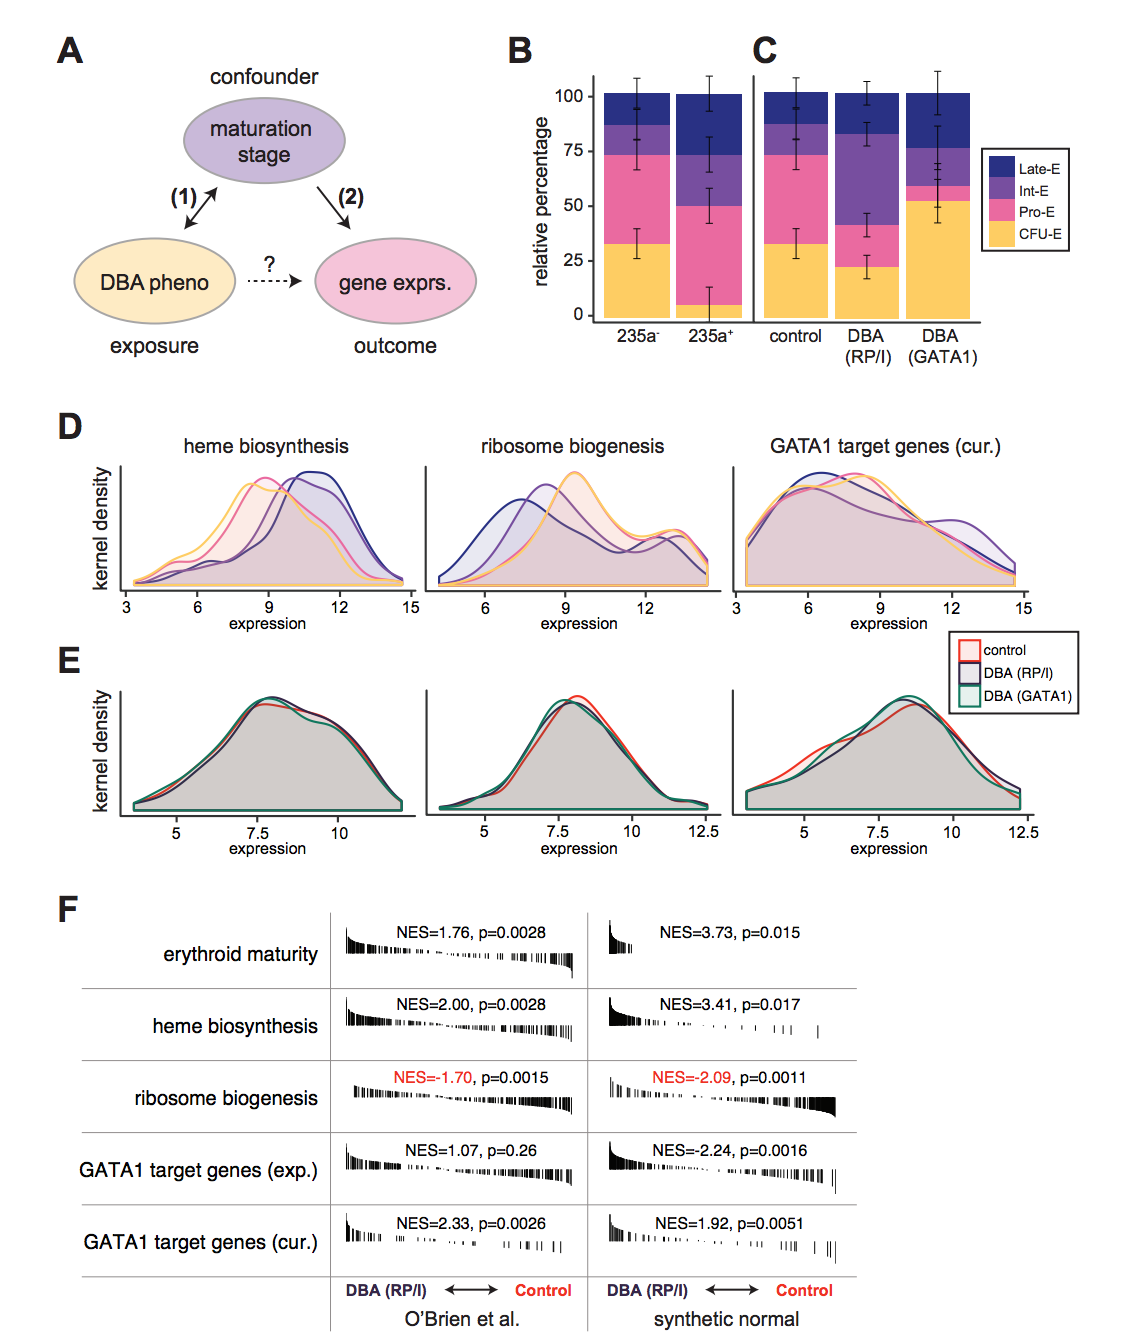 A
confounder
maturation
stage
(1)
(2)
?
DBA pheno
gene exprs.
exposure
outcome
B
C
relative percentage
100
75
50
25
0
235a-
235a+
control
DBA
(RP/I)
DBA
(GATA1)
Late-E
Int-E
Pro-E
CFU-E
D
heme biosynthesis
ribosome biogenesis
GATA1 target genes (cur.)
kernel density
3 6 9 12 15
expression
6 9 12
expression
3 6 9 12 15
expression
control
DBA (RP/I)
DBA (GATA1)
E
kernel density
5 7.5 10
expression
5 7.5 10 12.5
expression
5 7.5 10 12.5
expression
F
erythroid maturity
NES=1.76, p=0.0028
NES=3.73, p=0.015
heme biosynthesis
NES=2.00, p=0.0028
NES=3.41, p=0.017
ribosome biogenesis
NES=-1.70, p=0.0015
NES=-2.09, p=0.0011
GATA1 target genes (exp.)
NES=1.07, p=0.26
NES=-2.24, p=0.0016
GATA1 target genes (cur.)
NES=2.33, p=0.0026
NES=1.92, p=0.0051
DBA (RP/I) Control
DBA (RP/I) Control
O'Brien et al.
synthetic normal